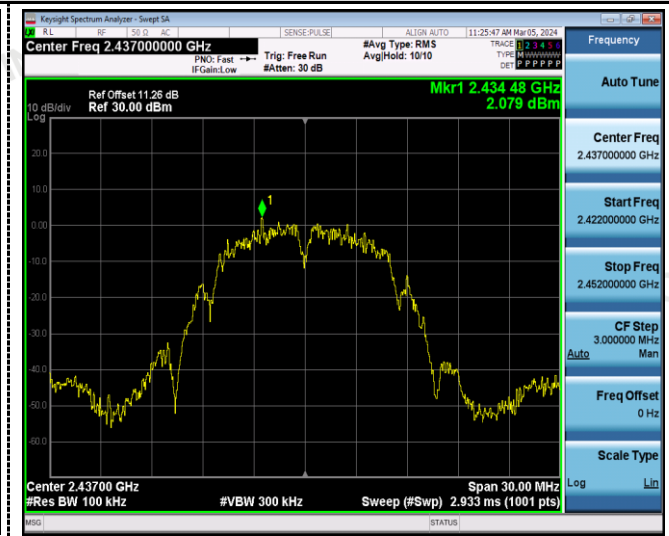 Keysight Spectrum Analyzer - Swept SA
RL RF 50 Ω AC SENSE:PULSE ALIGN AUTO 11:25:47 AM Mar 05, 2024
Center Freq 2.437000000 GHz
PNO: Fast
IFGain:Low
Trig: Free Run
#Atten: 30 dB
#Avg Type: RMS
Avg|Hold: 10/10
TRACE 1 2 3 4 5 6
TYPE M W W W W W
DET P P P P P P
Ref Offset 11.26 dB
Ref 30.00 dBm
10 dB/div
Log
Mkr1 2.434 48 GHz
2.079 dBm
20.0
10.0
0.00
-10.0
-20.0
-30.0
-40.0
-50.0
-60.0
1
Center 2.43700 GHz
Span 30.00 MHz
#Res BW 100 kHz
#VBW 300 kHz
Sweep (#Swp) 2.933 ms (1001 pts)
MSG
STATUS
Frequency
Auto Tune
Center Freq
2.437000000 GHz
Start Freq
2.422000000 GHz
Stop Freq
2.452000000 GHz
CF Step
3.000000 MHz
Auto Man
Freq Offset
0 Hz
Scale Type
Log Lin